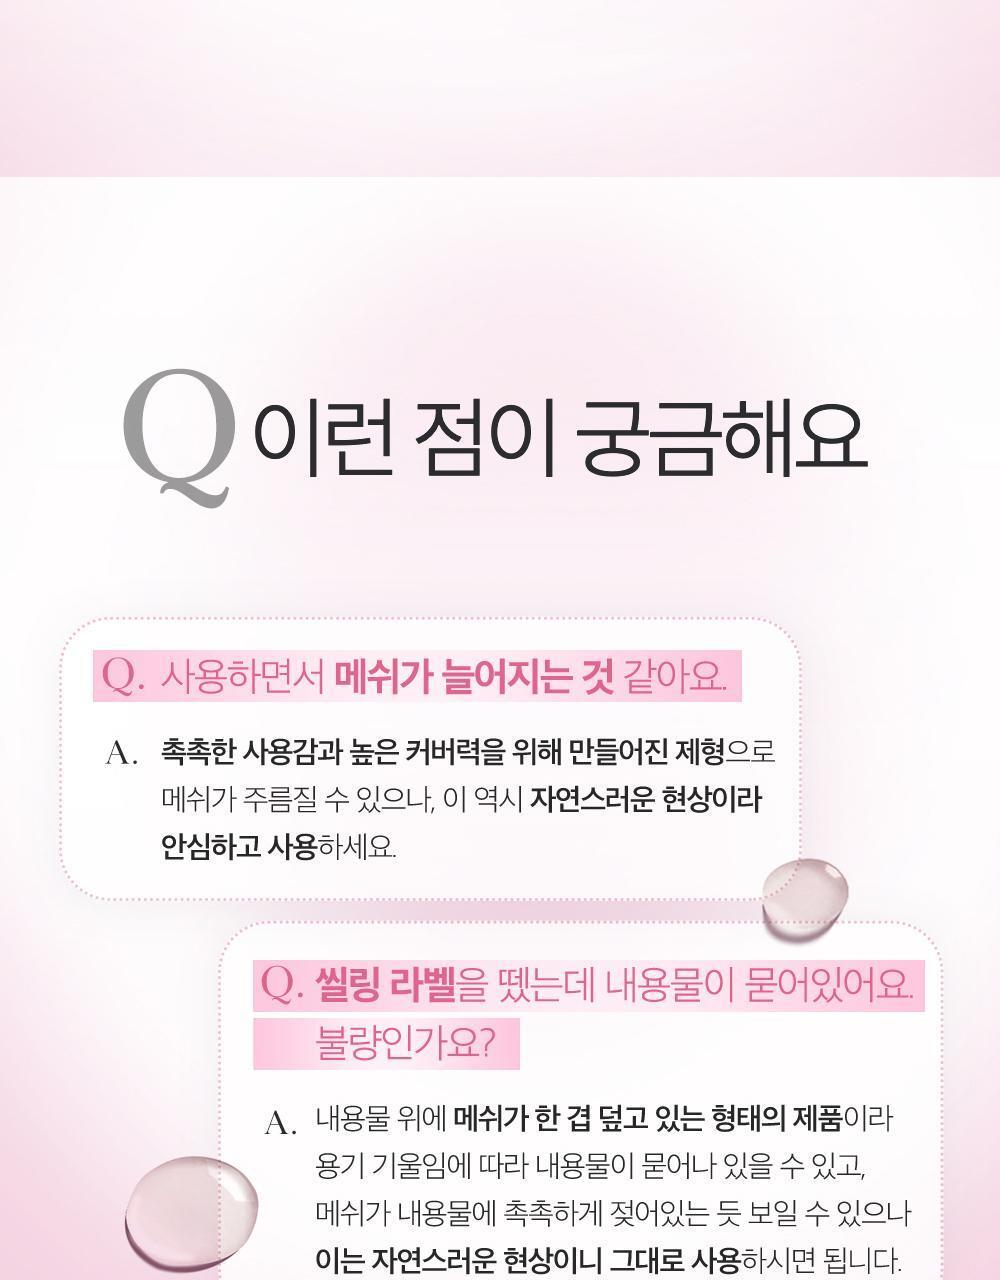 Q 이런 점이 궁금해요
Q. 사용하면서 메쉬가 늘어지는 것 같아요.
A. 촉촉한 사용감과 높은 커버력을 위해 만들어진 제형으로
메쉬가 주름질 수 있으나, 이 역시 자연스러운 현상이라
안심하고 사용하세요.
Q. 씰링 라벨을 뗐는데 내용물이 묻어있어요.
불량인가요?
A. 내용물 위에 메쉬가 한 겹 덮고 있는 형태의 제품이라
용기 기울임에 따라 내용물이 묻어나 있을 수 있고,
메쉬가 내용물에 촉촉하게 젖어있는 듯 보일 수 있으나
이는 자연스러운 현상이니 그대로 사용하시면 됩니다.